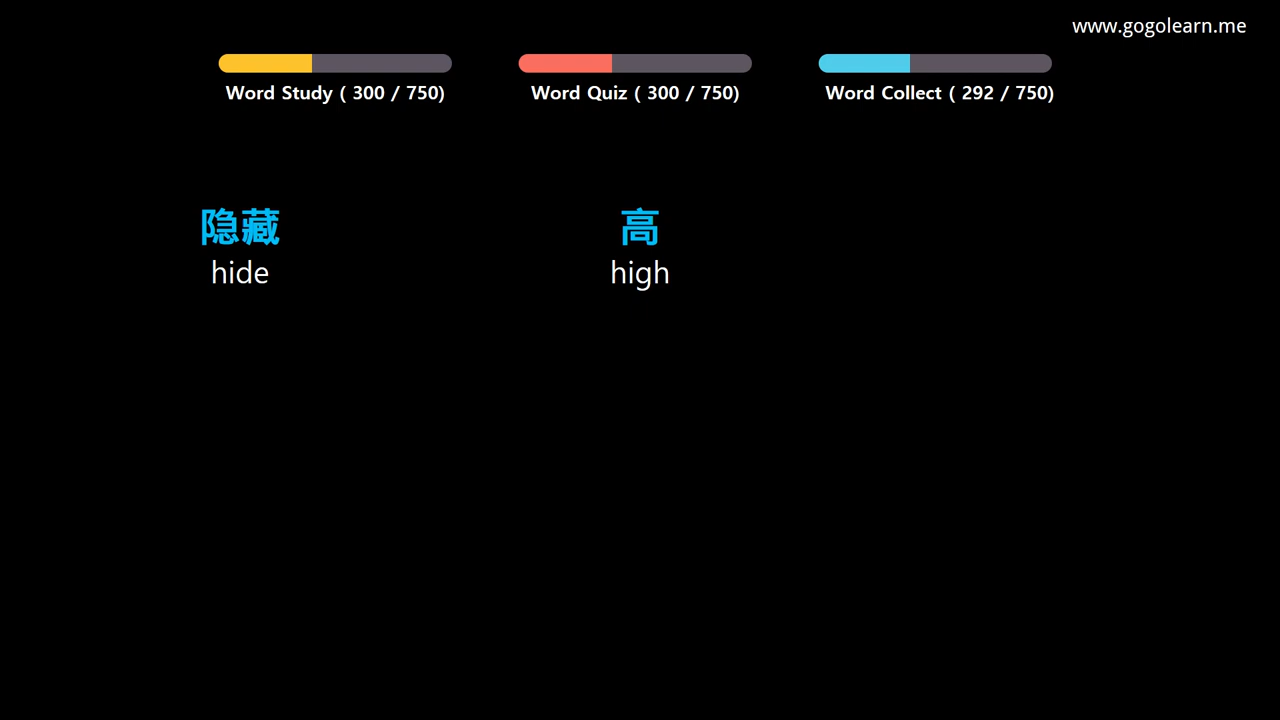 www.gogolearn.me
Word Study ( 300 / 750)
Word Quiz ( 300 / 750)
Word Collect ( 292 / 750)
隐藏
hide
高
high